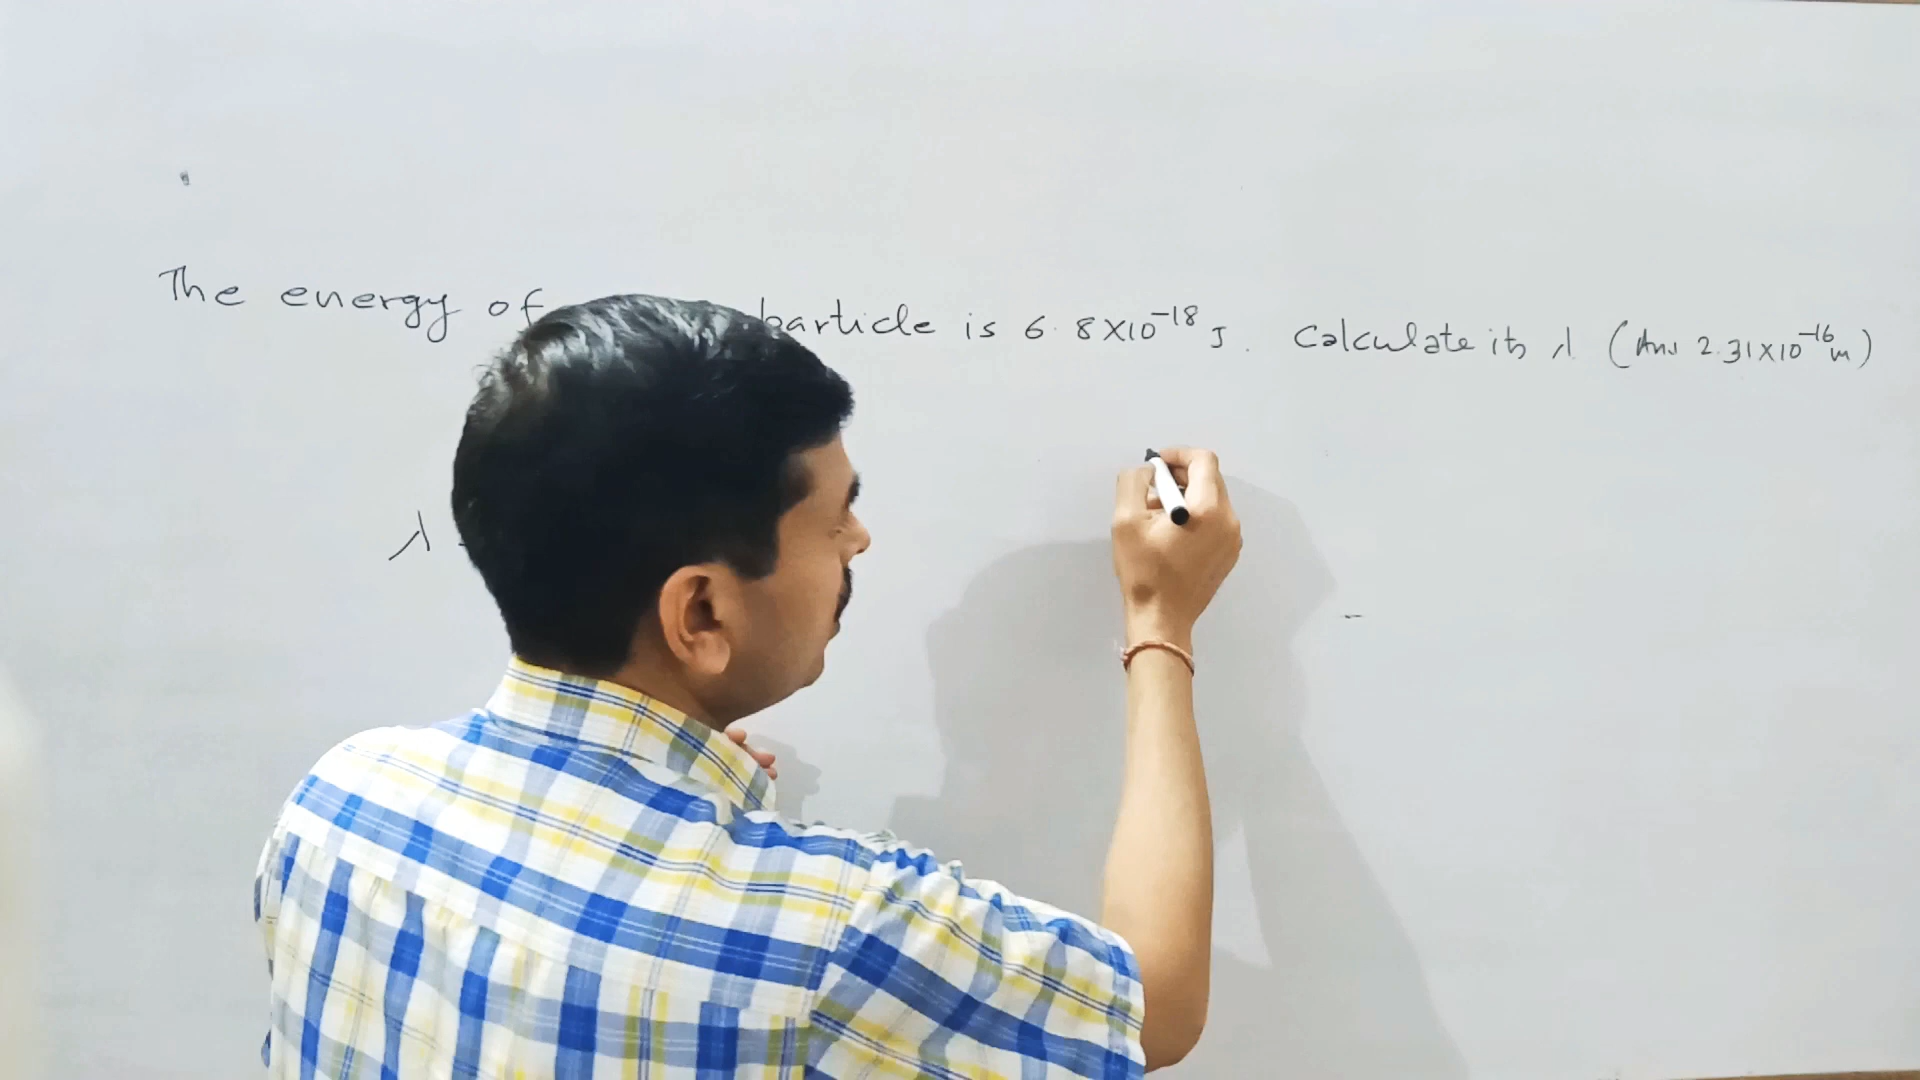 The energy of particle is 6.8X10⁻¹⁸ J. Calculate its λ (Ans 2.31X10⁻¹⁶ m)
λ